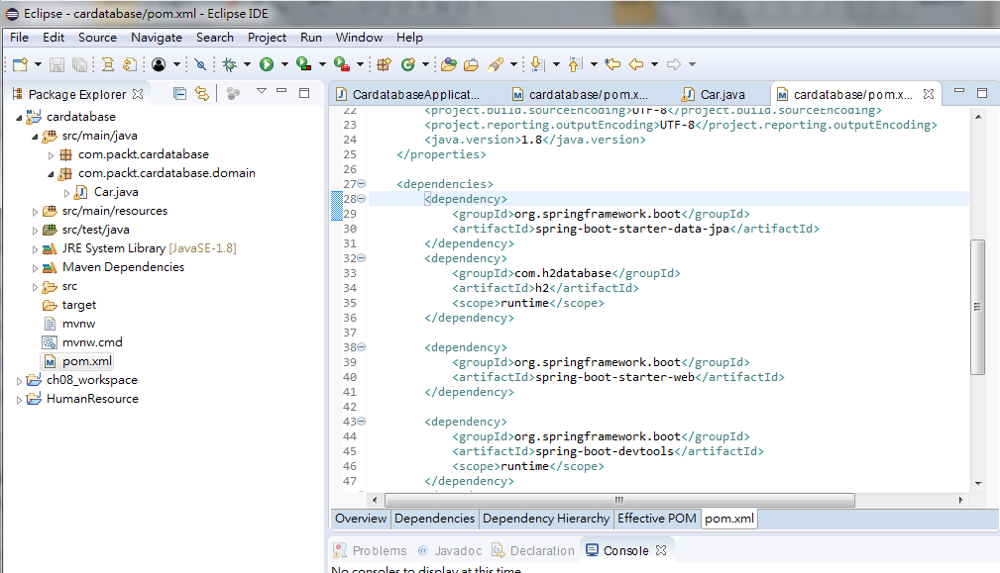 Eclipse - cardatabase/pom.xml - Eclipse IDE
File Edit Source Navigate Search Project Run Window Help
Package Explorer
cardatabase
src/main/java
com.packt.cardatabase
com.packt.cardatabase.domain
Car.java
src/main/resources
src/test/java
JRE System Library [JavaSE-1.8]
Maven Dependencies
src
target
mvnw
mvnw.cmd
pom.xml
ch08_workspace
HumanResource
CardatabaseApplicat... cardatabase/pom.x... Car.java cardatabase/pom.x...
22 <project.build.sourceEncoding>UTF-8</project.build.sourceEncoding>
23 <project.reporting.outputEncoding>UTF-8</project.reporting.outputEncoding>
24 <java.version>1.8</java.version>
25 </properties>
26
27 <dependencies>
28 <dependency>
29 <groupId>org.springframework.boot</groupId>
30 <artifactId>spring-boot-starter-data-jpa</artifactId>
31 </dependency>
32 <dependency>
33 <groupId>com.h2database</groupId>
34 <artifactId>h2</artifactId>
35 <scope>runtime</scope>
36 </dependency>
37
38 <dependency>
39 <groupId>org.springframework.boot</groupId>
40 <artifactId>spring-boot-starter-web</artifactId>
41 </dependency>
42
43 <dependency>
44 <groupId>org.springframework.boot</groupId>
45 <artifactId>spring-boot-devtools</artifactId>
46 <scope>runtime</scope>
47 </dependency>
Overview Dependencies Dependency Hierarchy Effective POM pom.xml
Problems @ Javadoc Declaration Console
No consoles to display at this time.